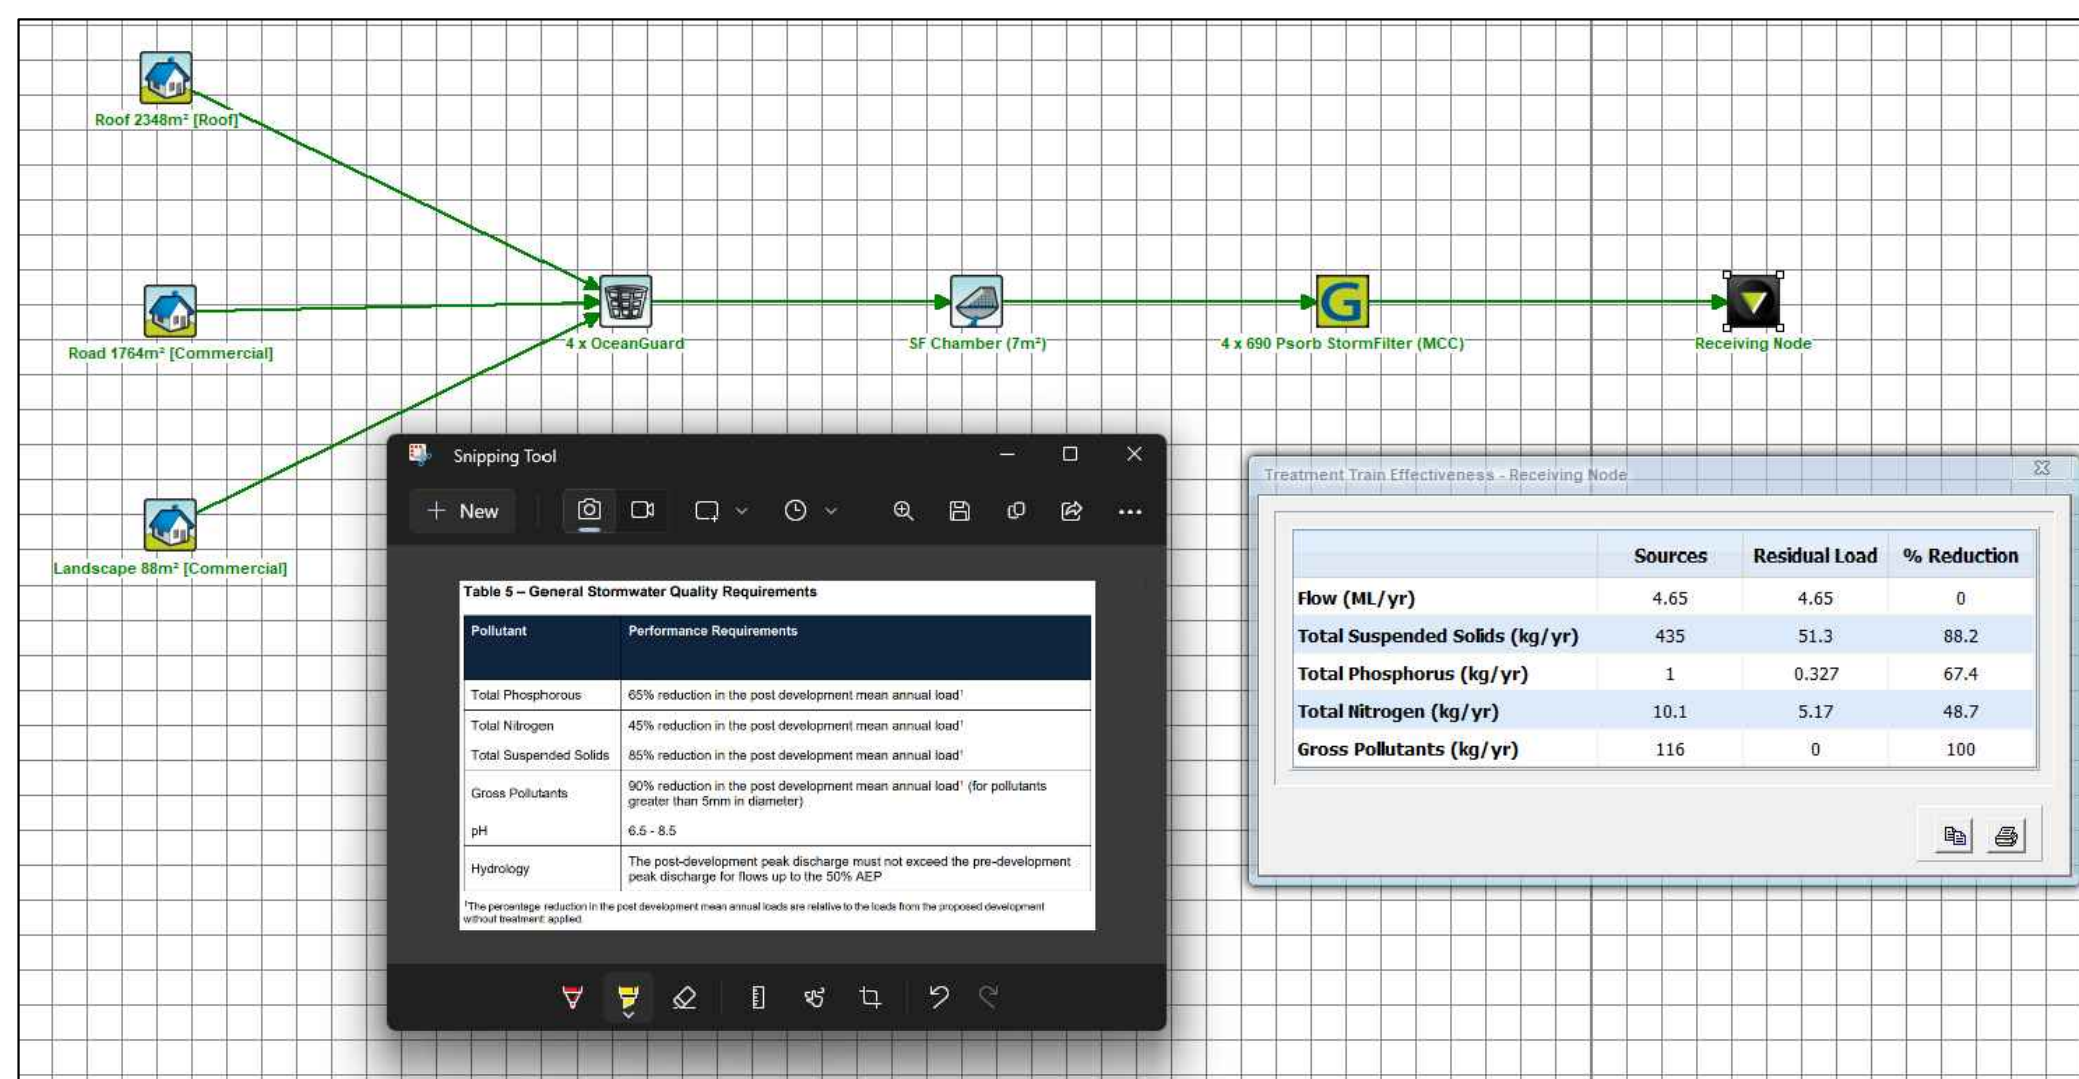 Roof 2348m² [Roof]
Road 1764m² [Commercial]
4 x OceanGuard
SF Chamber (7m²)
4 x 690 Psorb StormFilter (MCC)
Receiving Node
Landscape 88m² [Commercial]
Snipping Tool
New
Table 5 – General Stormwater Quality Requirements
Pollutant Performance Requirements
Total Phosphorous 65% reduction in the post development mean annual load¹
Total Nitrogen 45% reduction in the post development mean annual load¹
Total Suspended Solids 85% reduction in the post development mean annual load¹
Gross Pollutants 90% reduction in the post development mean annual load¹ (for pollutants
greater than 5mm in diameter)
pH 6.5 - 8.5
Hydrology The post-development peak discharge must not exceed the pre-development
peak discharge for flows up to the 50% AEP
¹The percentage reduction in the post development mean annual loads are relative to the loads from the proposed development
without treatment applied.
Treatment Train Effectiveness - Receiving Node
Sources Residual Load % Reduction
Flow (ML/yr) 4.65 4.65 0
Total Suspended Solids (kg/yr) 435 51.3 88.2
Total Phosphorus (kg/yr) 1 0.327 67.4
Total Nitrogen (kg/yr) 10.1 5.17 48.7
Gross Pollutants (kg/yr) 116 0 100